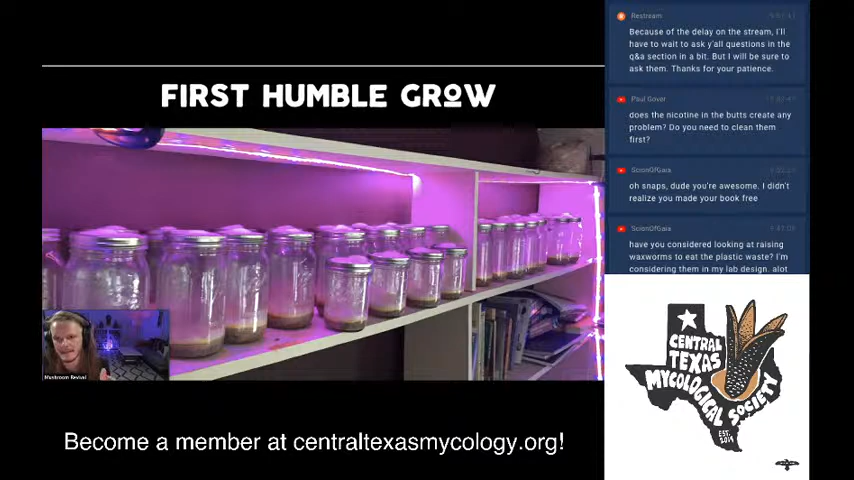 FIRST HUMBLE GROW
Mushroom Revival
Become a member at centraltexasmycology.org!
Restream
Because of the delay on the stream, I'll
have to wait to ask y'all questions in the
q&a section in a bit. But I will be sure to
ask them. Thanks for your patience.
Paul Gover
does the nicotine in the butts create any
problem? Do you need to clean them
first?
ScionOfGaia
oh snaps, dude you're awesome. I didn't
realize you made your book free
ScionOfGaia
have you considered looking at raising
waxworms to eat the plastic waste? I'm
considering them in my lab design. alot
CENTRAL
TEXAS
MYCOLOGICAL
SOCIETY
EST.
2019